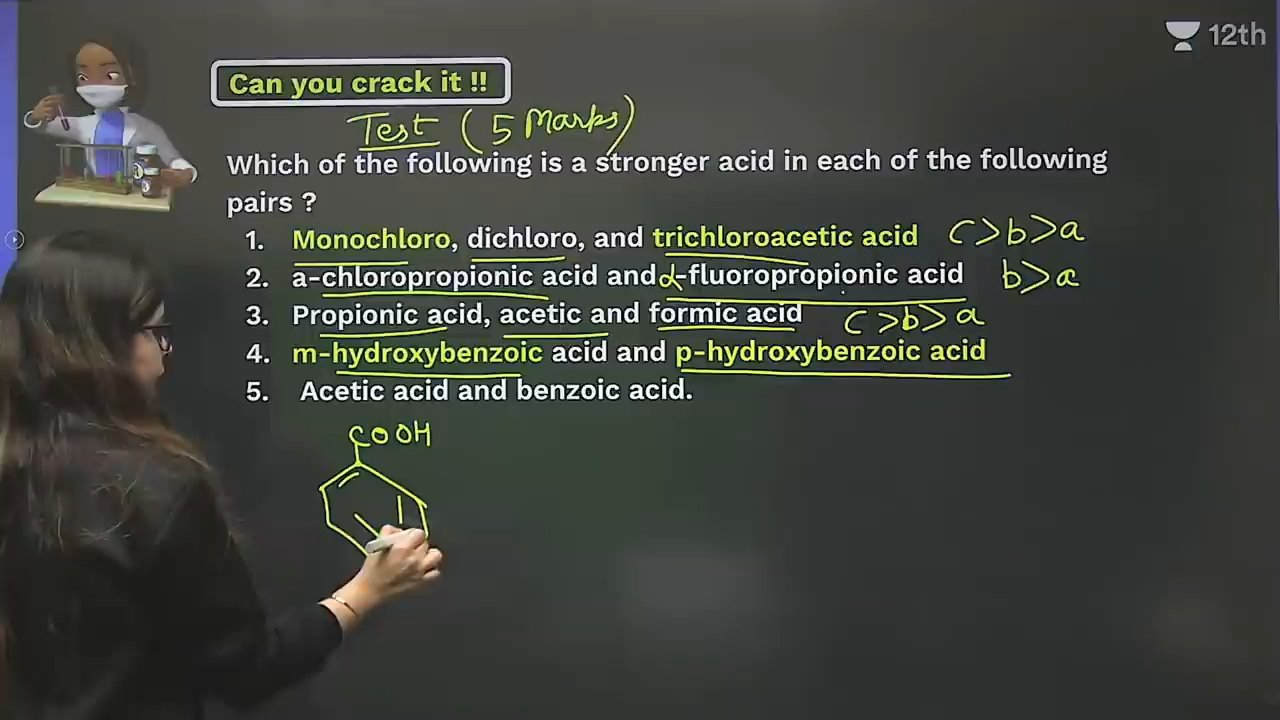 12th
Can you crack it !!
Test (5 Marks)
Which of the following is a stronger acid in each of the following
pairs ?
1. Monochloro, dichloro, and trichloroacetic acid c>b>a
2. a-chloropropionic acid and α-fluoropropionic acid b>a
3. Propionic acid, acetic and formic acid c>b>a
4. m-hydroxybenzoic acid and p-hydroxybenzoic acid
5. Acetic acid and benzoic acid.
COOH